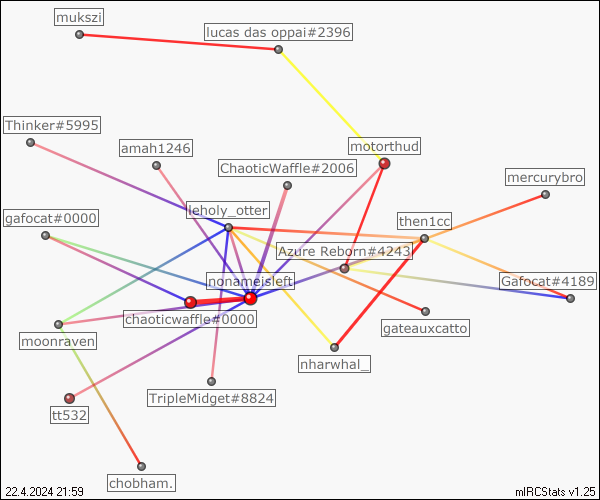 mukszi
lucas das oppai#2396
Thinker#5995
amah1246
motorthud
ChaoticWaffle#2006
mercurybro
leholy_otter
gafocat#0000
then1cc
Azure Reborn#4243
nonameisleft
Gafocat#4189
chaoticwaffle#0000
gateauxcatto
moonraven
nharwhal_
TripleMidget#8824
tt532
chobham.
22.4.2024 21:59
mIRCStats v1.25